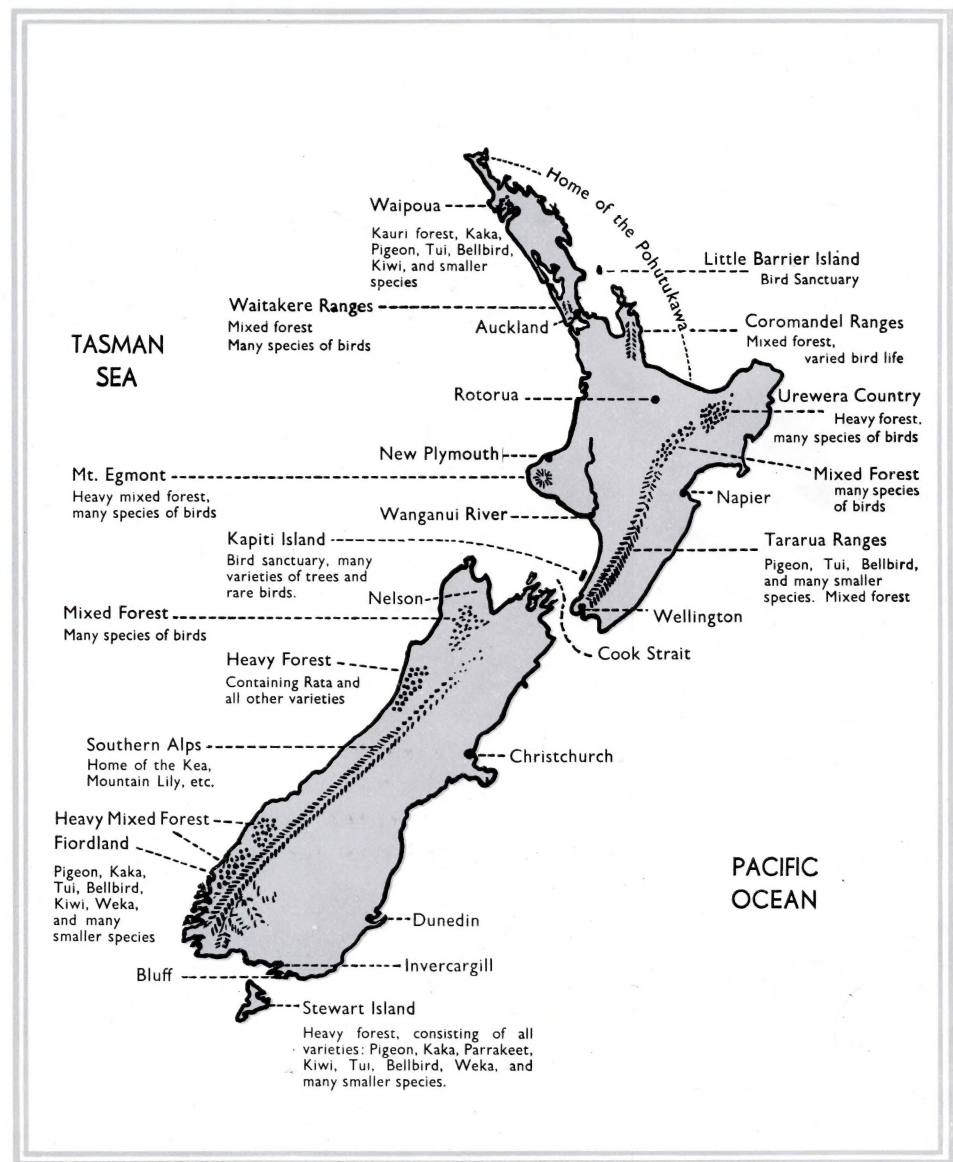 Home of the Pohutukawa
Waipoua
Kauri forest, Kaka,
Pigeon, Tui, Bellbird,
Kiwi, and smaller
species
Little Barrier Island
Bird Sanctuary
Waitakere Ranges
Mixed forest
Many species of birds
Auckland
Coromandel Ranges
Mixed forest,
varied bird life
TASMAN
SEA
Rotorua
Urewera Country
Heavy forest,
many species of birds
New Plymouth
Mt. Egmont
Heavy mixed forest,
many species of birds
Mixed Forest
many species
of birds
Napier
Wanganui River
Kapiti Island
Bird sanctuary, many
varieties of trees and
rare birds.
Tararua Ranges
Pigeon, Tui, Bellbird,
and many smaller
species. Mixed forest
Nelson
Mixed Forest
Many species of birds
Wellington
Cook Strait
Heavy Forest
Containing Rata and
all other varieties
Southern Alps
Home of the Kea,
Mountain Lily, etc.
Christchurch
Heavy Mixed Forest
Fiordland
Pigeon, Kaka,
Tui, Bellbird,
Kiwi, Weka,
and many
smaller species
PACIFIC
OCEAN
Dunedin
Invercargill
Bluff
Stewart Island
Heavy forest, consisting of all
varieties: Pigeon, Kaka, Parrakeet,
Kiwi, Tui, Bellbird, Weka, and
many smaller species.